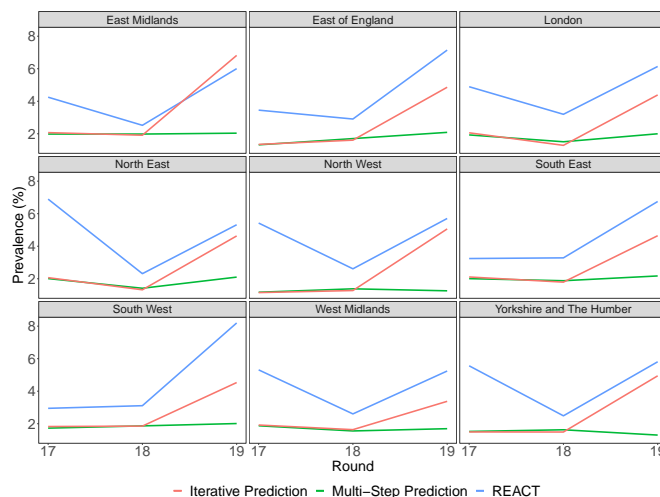 East Midlands East of England London
8
6
4
2
North East North West South East
8
6
4
2
South West West Midlands Yorkshire and The Humber
8
6
4
2
Prevalence (%)
17 18 19 17 18 19 17 18 19
Round
Iterative Prediction Multi−Step Prediction REACT